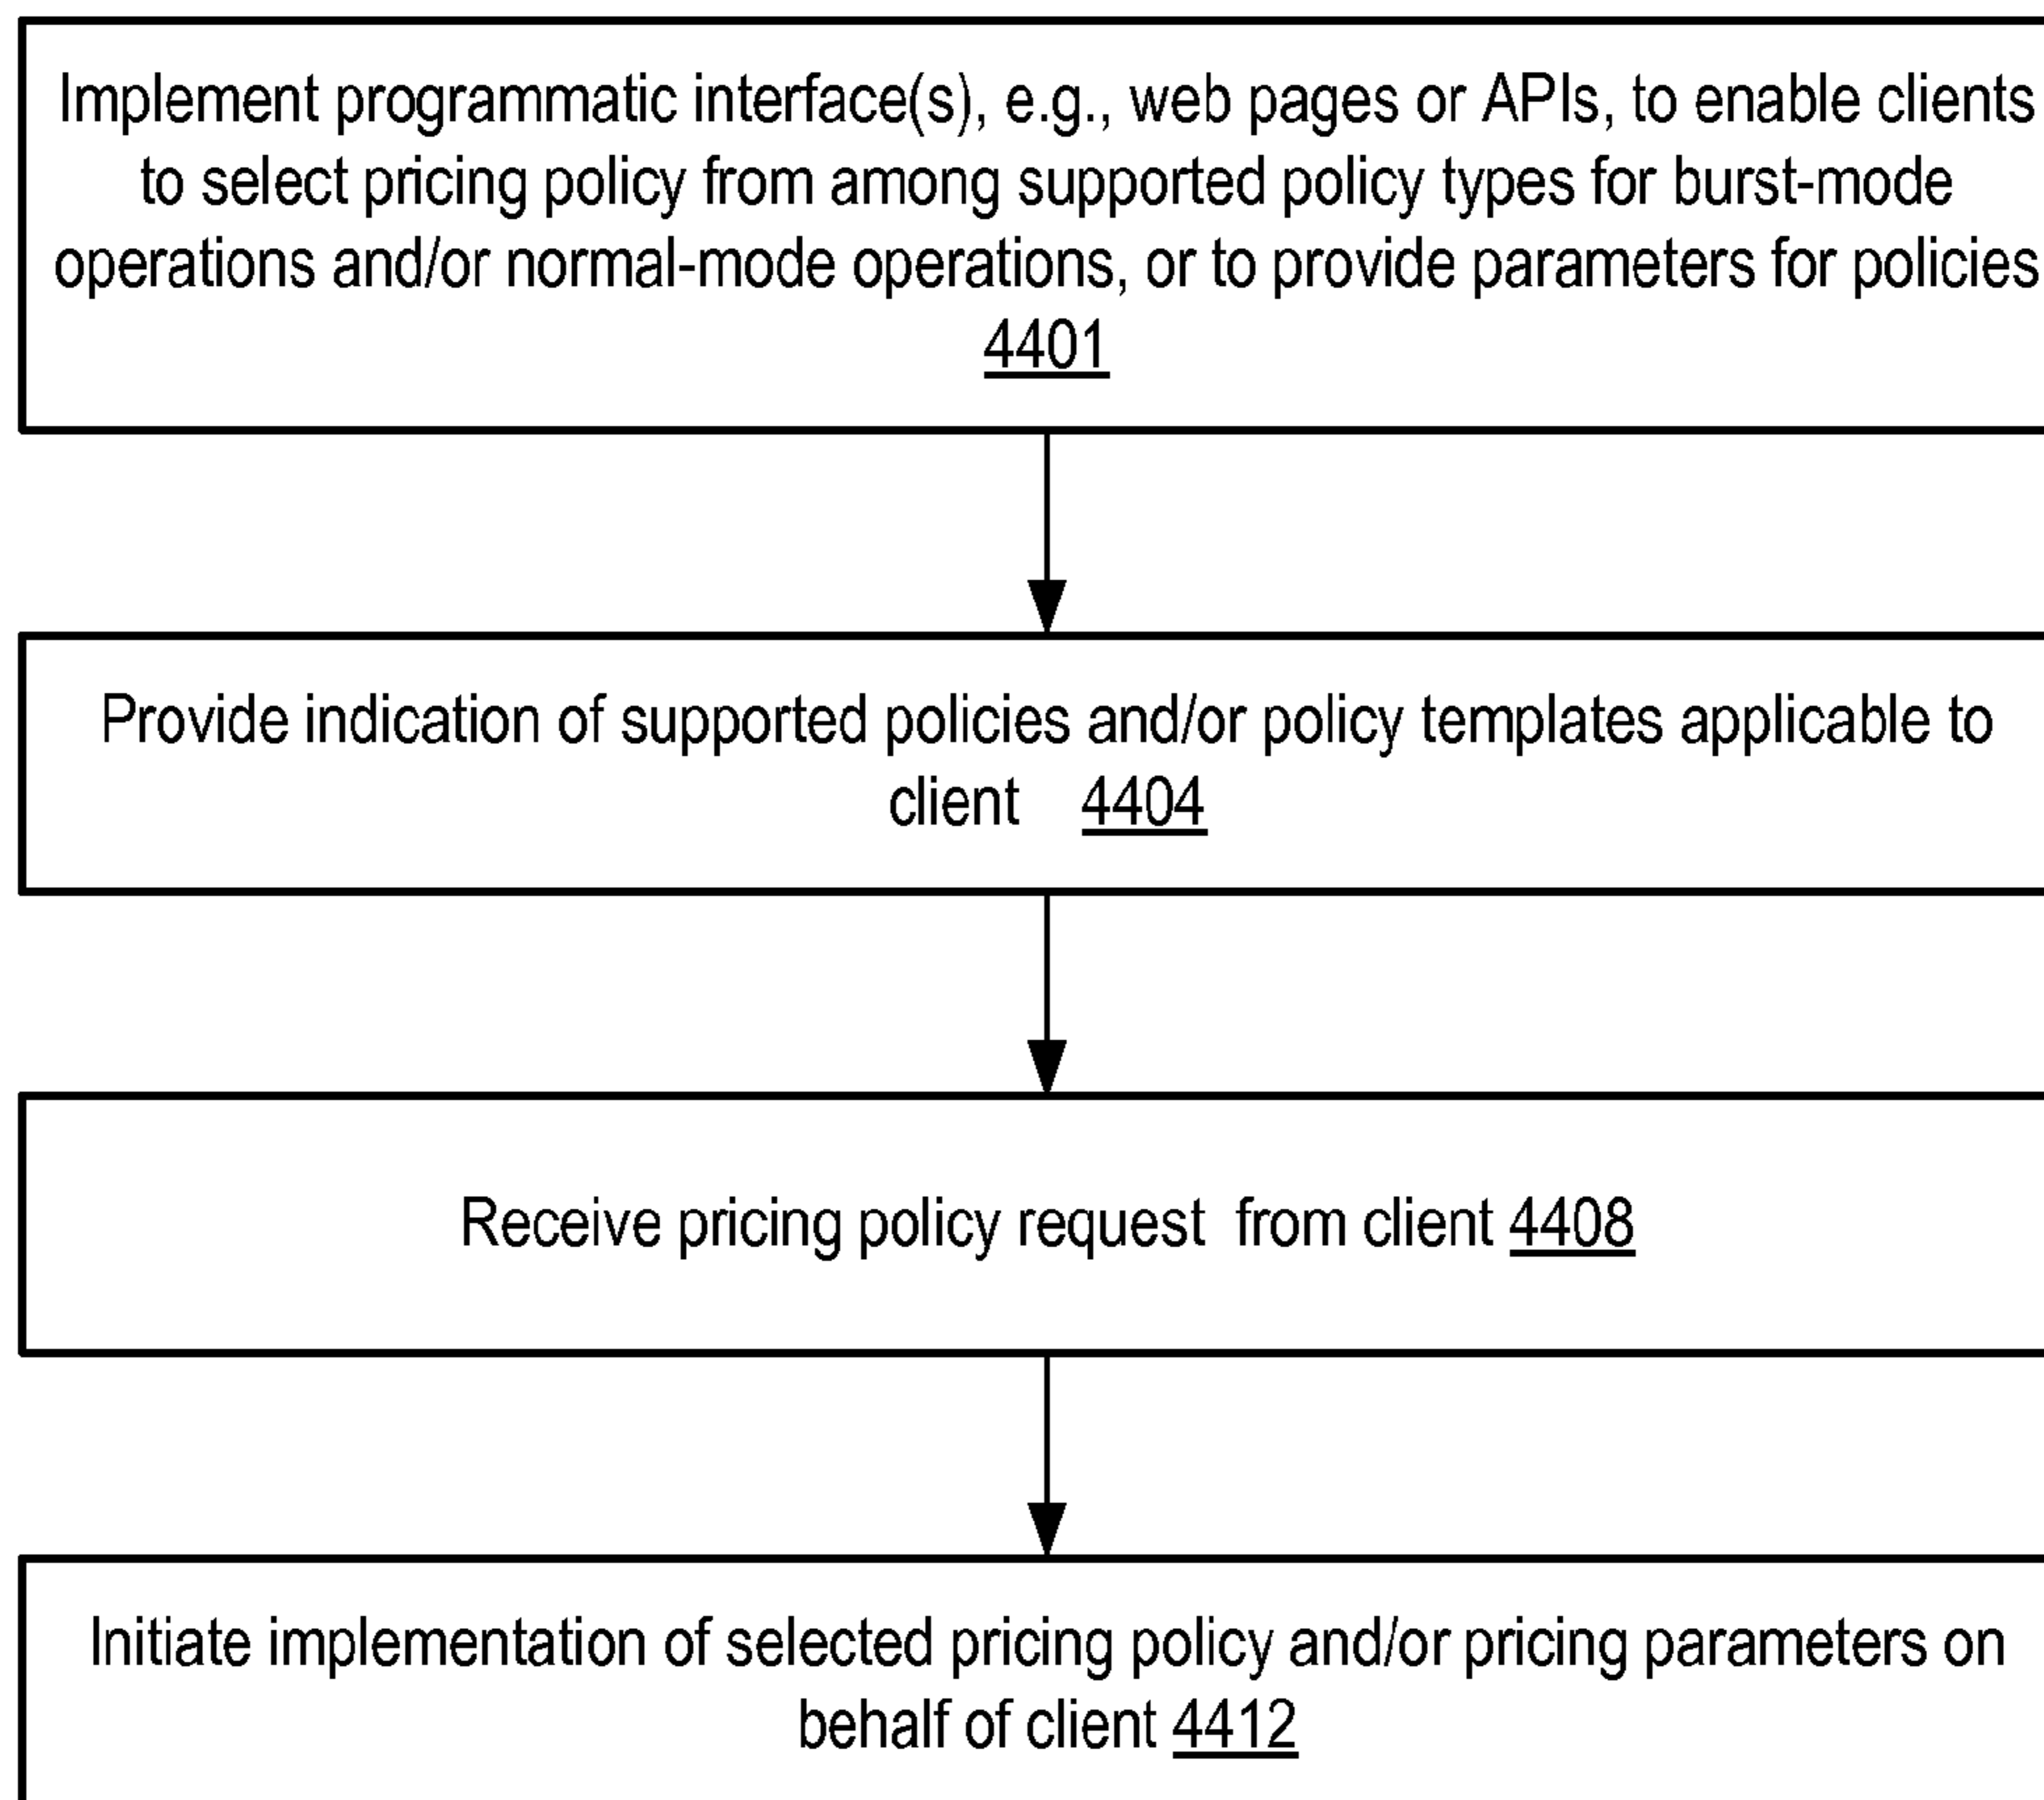 Implement programmatic interface(s), e.g., web pages or APIs, to enable clients
to select pricing policy from among supported policy types for burst-mode
operations and/or normal-mode operations, or to provide parameters for policies
4401
Provide indication of supported policies and/or policy templates applicable to
client 4404
Receive pricing policy request from client 4408
Initiate implementation of selected pricing policy and/or pricing parameters on
behalf of client 4412